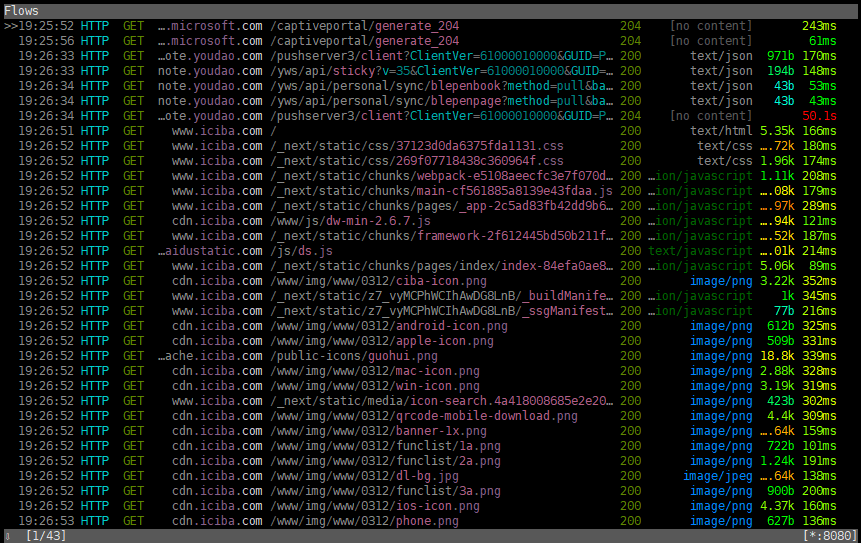 Flows
>>19:25:52 HTTP GET ….microsoft.com /captiveportal/generate_204 204 [no content] 243ms
19:25:56 HTTP GET ….microsoft.com /captiveportal/generate_204 204 [no content] 61ms
19:26:33 HTTP GET …ote.youdao.com /pushserver3/client?ClientVer=61000010000&GUID=P… 200 text/json 971b 170ms
19:26:33 HTTP GET note.youdao.com /yws/api/sticky?v=35&ClientVer=61000010000&GUID=… 200 text/json 194b 148ms
19:26:34 HTTP GET note.youdao.com /yws/api/personal/sync/blepenbook?method=pull&ba… 200 text/json 43b 53ms
19:26:34 HTTP GET note.youdao.com /yws/api/personal/sync/blepenpage?method=pull&ba… 200 text/json 43b 43ms
19:26:34 HTTP GET …ote.youdao.com /pushserver3/client?ClientVer=61000010000&GUID=P… 200 [no content] 50.1s
19:26:51 HTTP GET www.iciba.com / 200 text/html 5.35k 166ms
19:26:52 HTTP GET www.iciba.com /_next/static/css/37123d0da6375fda1131.css 200 text/css ….72k 180ms
19:26:52 HTTP GET www.iciba.com /_next/static/css/269f07718438c360964f.css 200 text/css 1.96k 174ms
19:26:52 HTTP GET www.iciba.com /_next/static/chunks/webpack-e5108aeecfc3e7f070d… 200 …ion/javascript 1.11k 208ms
19:26:52 HTTP GET www.iciba.com /_next/static/chunks/main-cf561885a8139e43fdaa.js 200 …ion/javascript ….08k 179ms
19:26:52 HTTP GET www.iciba.com /_next/static/chunks/pages/_app-2c5ad83fb42dd9b6… 200 …ion/javascript ….97k 289ms
19:26:52 HTTP GET cdn.iciba.com /www/js/dw-min-2.6.7.js 200 …ion/javascript ….94k 121ms
19:26:52 HTTP GET www.iciba.com /_next/static/chunks/framework-2f612445bd50b211f… 200 …ion/javascript ….52k 187ms
19:26:52 HTTP GET …aidustatic.com /js/ds.js 200 text/javascript ….01k 214ms
19:26:52 HTTP GET www.iciba.com /_next/static/chunks/pages/index/index-84efa0ae8… 200 …ion/javascript 5.06k 89ms
19:26:52 HTTP GET cdn.iciba.com /www/img/www/0312/ciba-icon.png 200 image/png 3.22k 352ms
19:26:52 HTTP GET www.iciba.com /_next/static/z7_vyMCPhWCIhAwDG8LnB/_buildManife… 200 …ion/javascript 1k 345ms
19:26:52 HTTP GET www.iciba.com /_next/static/z7_vyMCPhWCIhAwDG8LnB/_ssgManifest… 200 …ion/javascript 77b 216ms
19:26:52 HTTP GET cdn.iciba.com /www/img/www/0312/android-icon.png 200 image/png 612b 325ms
19:26:52 HTTP GET cdn.iciba.com /www/img/www/0312/apple-icon.png 200 image/png 509b 331ms
19:26:52 HTTP GET …ache.iciba.com /public-icons/guohui.png 200 image/png 18.8k 339ms
19:26:52 HTTP GET cdn.iciba.com /www/img/www/0312/mac-icon.png 200 image/png 2.88k 328ms
19:26:52 HTTP GET cdn.iciba.com /www/img/www/0312/win-icon.png 200 image/png 3.19k 319ms
19:26:52 HTTP GET www.iciba.com /_next/static/media/icon-search.4a418008685e2e20… 200 image/png 423b 302ms
19:26:52 HTTP GET cdn.iciba.com /www/img/www/0312/qrcode-mobile-download.png 200 image/png 4.4k 309ms
19:26:52 HTTP GET cdn.iciba.com /www/img/www/0312/banner-1x.png 200 image/png ….64k 159ms
19:26:52 HTTP GET cdn.iciba.com /www/img/www/0312/funclist/1a.png 200 image/png 722b 101ms
19:26:52 HTTP GET cdn.iciba.com /www/img/www/0312/funclist/2a.png 200 image/png 1.24k 191ms
19:26:52 HTTP GET cdn.iciba.com /www/img/www/0312/dl-bg.jpg 200 image/jpeg ….64k 138ms
19:26:52 HTTP GET cdn.iciba.com /www/img/www/0312/funclist/3a.png 200 image/png 900b 200ms
19:26:52 HTTP GET cdn.iciba.com /www/img/www/0312/ios-icon.png 200 image/png 4.37k 160ms
19:26:53 HTTP GET cdn.iciba.com /www/img/www/0312/phone.png 200 image/png 627b 136ms
⇩ [1/43] [*:8080]